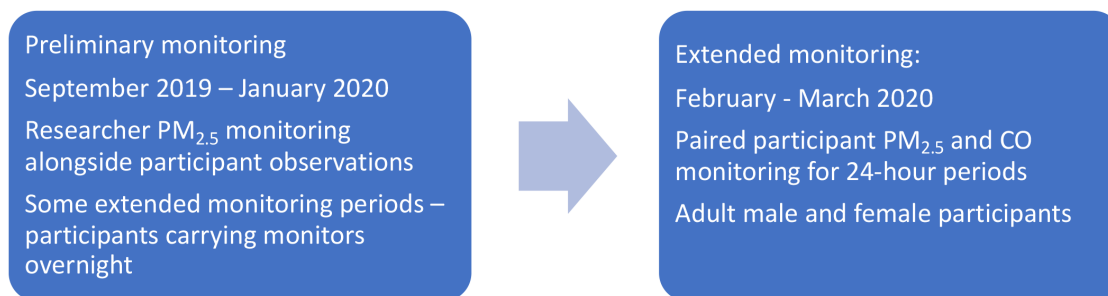 Preliminary monitoring
September 2019 – January 2020
Researcher PM2.5 monitoring
alongside participant observations
Some extended monitoring periods –
participants carrying monitors
overnight
Extended monitoring:
February - March 2020
Paired participant PM2.5 and CO
monitoring for 24-hour periods
Adult male and female participants